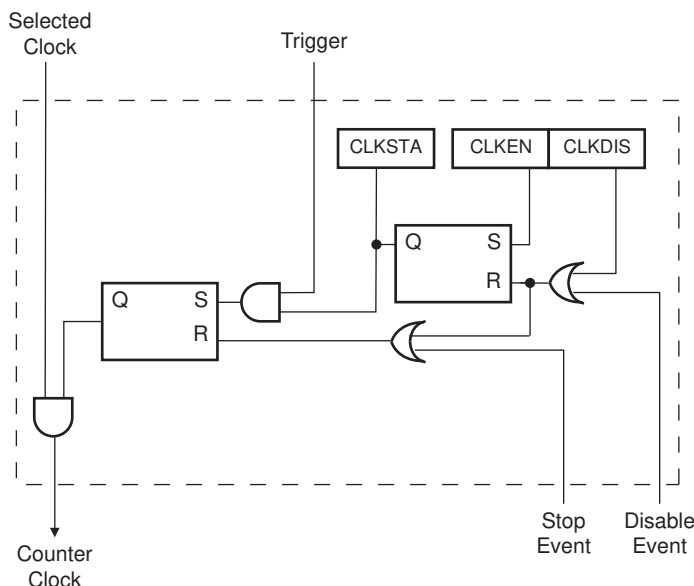 Selected
Clock
Trigger
CLKSTA
CLKEN
CLKDIS
Q
S
R
Q
S
R
Counter
Clock
Stop
Event
Disable
Event